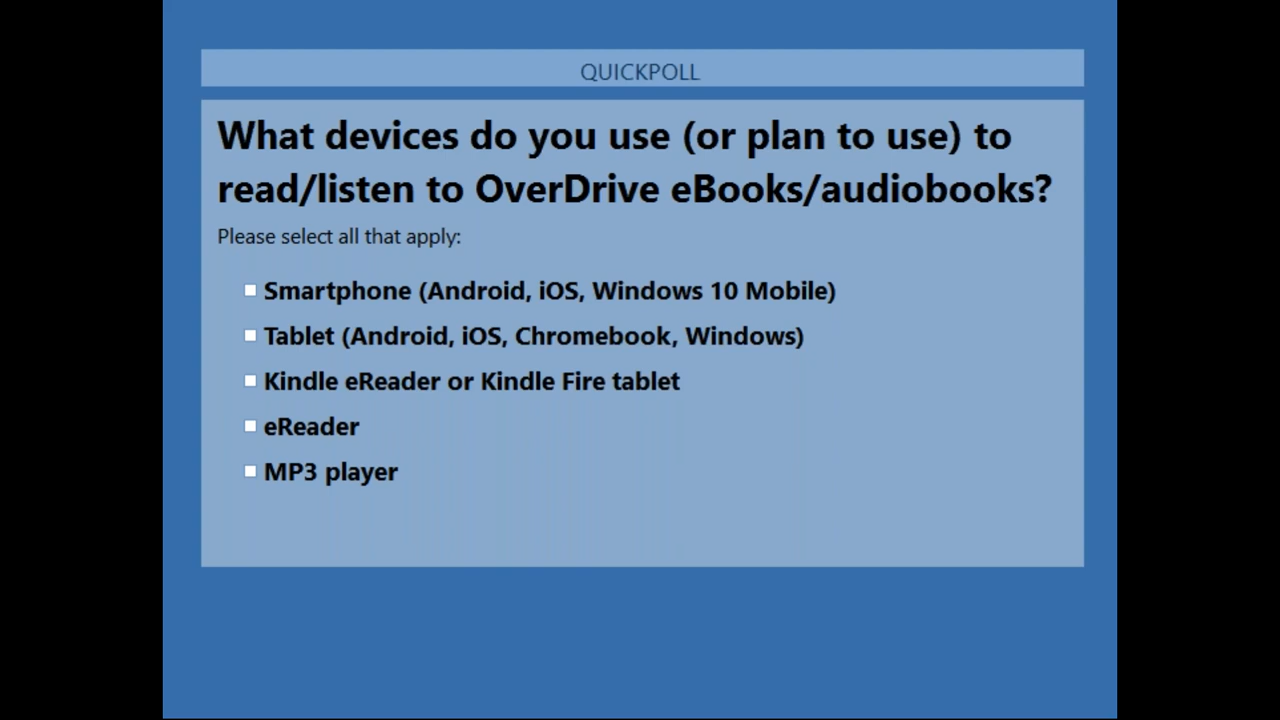 QUICKPOLL
What devices do you use (or plan to use) to
read/listen to OverDrive eBooks/audiobooks?
Please select all that apply:
Smartphone (Android, iOS, Windows 10 Mobile)
Tablet (Android, iOS, Chromebook, Windows)
Kindle eReader or Kindle Fire tablet
eReader
MP3 player